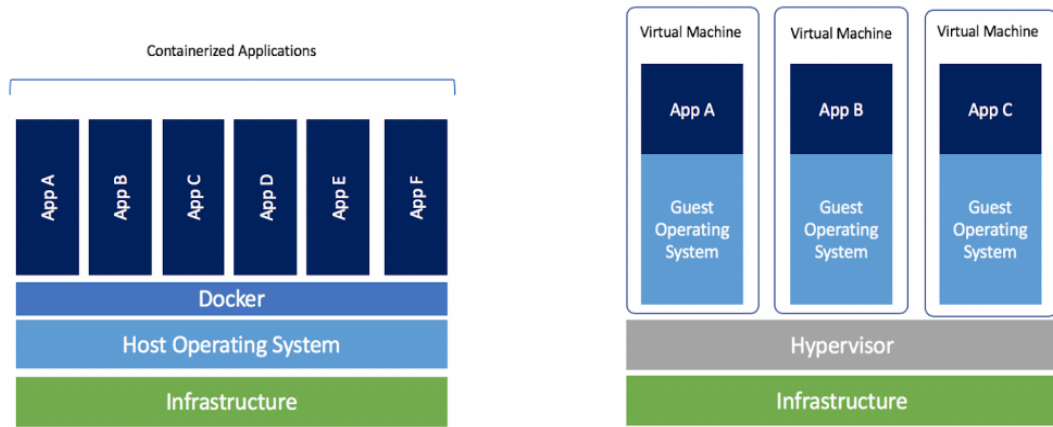 Containerized Applications
App A
App B
App C
App D
App E
App F
Docker
Host Operating System
Infrastructure
Virtual Machine
App A
Guest
Operating
System
Virtual Machine
App B
Guest
Operating
System
Virtual Machine
App C
Guest
Operating
System
Hypervisor
Infrastructure